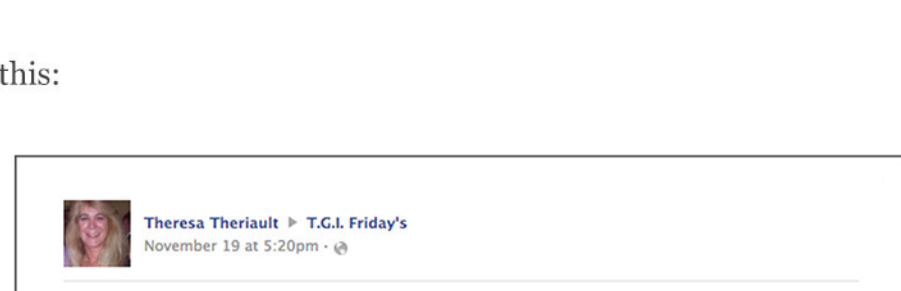 this:
Theresa Theriault ▶ T.G.I. Friday's
November 19 at 5:20pm ·